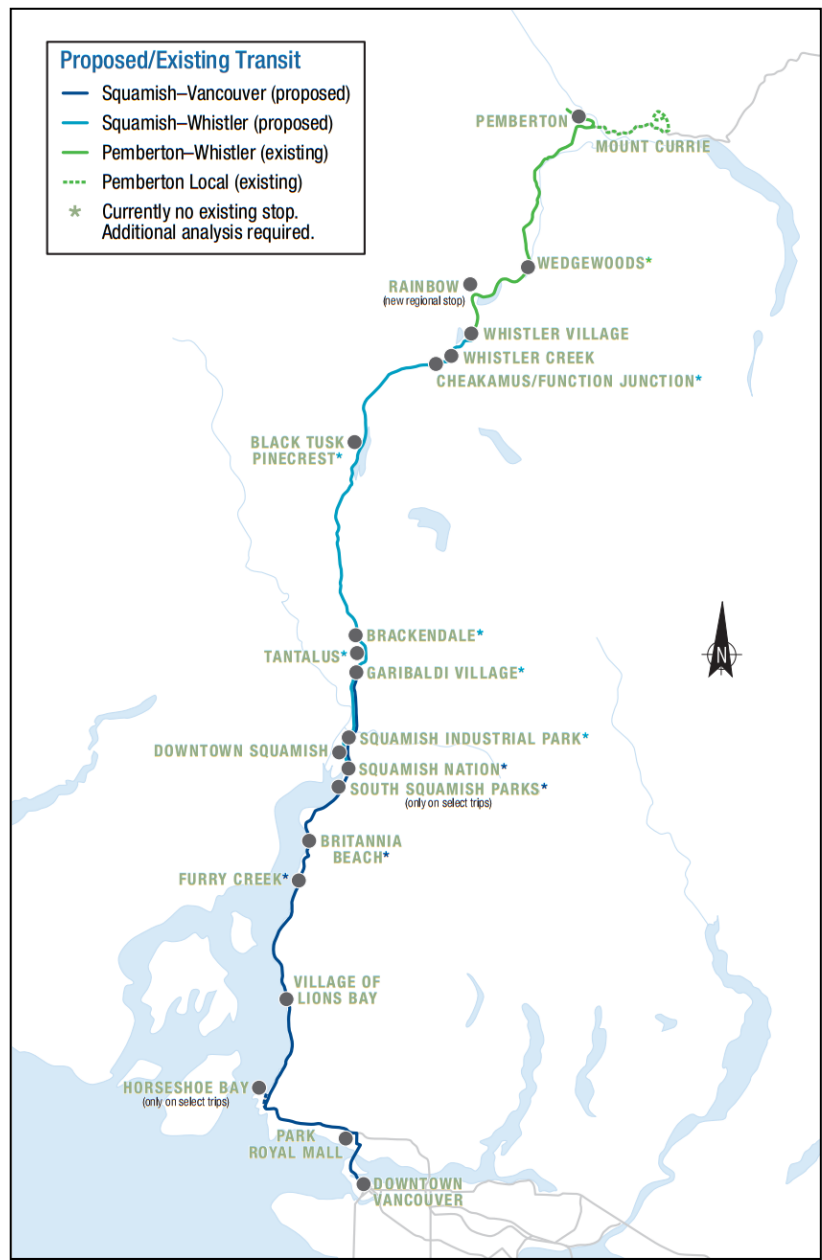 Proposed/Existing Transit
Squamish–Vancouver (proposed)
Squamish–Whistler (proposed)
Pemberton–Whistler (existing)
Pemberton Local (existing)
* Currently no existing stop.
Additional analysis required.
PEMBERTON
MOUNT CURRIE
WEDGEWOODS*
RAINBOW
(new regional stop)
WHISTLER VILLAGE
WHISTLER CREEK
CHEAKAMUS/FUNCTION JUNCTION*
BLACK TUSK
PINECREST*
BRACKENDALE*
TANTALUS*
GARIBALDI VILLAGE*
SQUAMISH INDUSTRIAL PARK*
DOWNTOWN SQUAMISH
SQUAMISH NATION*
SOUTH SQUAMISH PARKS*
(only on select trips)
BRITANNIA
BEACH*
FURRY CREEK*
VILLAGE OF
LIONS BAY
HORSESHOE BAY
(only on select trips)
PARK
ROYAL MALL
DOWNTOWN
VANCOUVER
N